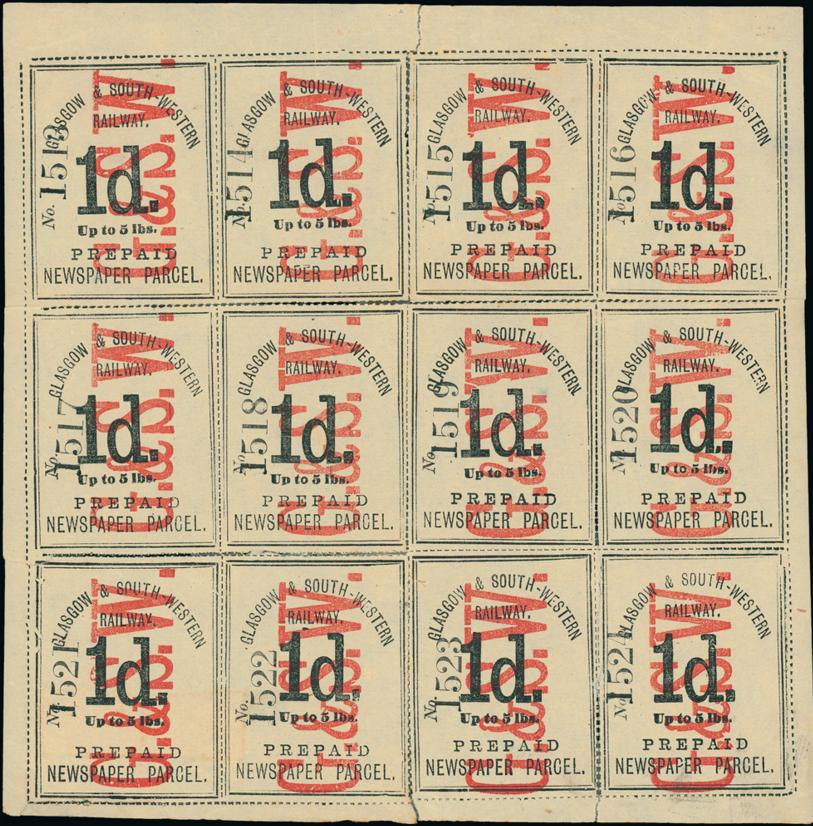 GLASGOW & SOUTH-WESTERN
RAILWAY.
No. 1513
1d.
Up to 5 lbs.
PREPAID
NEWSPAPER PARCEL.
G.&S.W.
GLASGOW & SOUTH-WESTERN
RAILWAY.
No. 1514
1d.
Up to 5 lbs.
PREPAID
NEWSPAPER PARCEL.
G.&S.W.
GLASGOW & SOUTH-WESTERN
RAILWAY.
No. 1515
1d.
Up to 5 lbs.
PREPAID
NEWSPAPER PARCEL.
G.&S.W.
GLASGOW & SOUTH-WESTERN
RAILWAY.
No. 1516
1d.
Up to 5 lbs.
PREPAID
NEWSPAPER PARCEL.
G.&S.W.
GLASGOW & SOUTH-WESTERN
RAILWAY.
No. 1517
1d.
Up to 5 lbs.
PREPAID
NEWSPAPER PARCEL.
G.&S.W.
GLASGOW & SOUTH-WESTERN
RAILWAY.
No. 1518
1d.
Up to 5 lbs.
PREPAID
NEWSPAPER PARCEL.
G.&S.W.
GLASGOW & SOUTH-WESTERN
RAILWAY.
No. 1519
1d.
Up to 5 lbs.
PREPAID
NEWSPAPER PARCEL.
G.&S.W.
GLASGOW & SOUTH-WESTERN
RAILWAY.
No. 1520
1d.
Up to 5 lbs.
PREPAID
NEWSPAPER PARCEL.
G.&S.W.
GLASGOW & SOUTH-WESTERN
RAILWAY.
No. 1521
1d.
Up to 5 lbs.
PREPAID
NEWSPAPER PARCEL.
G.&S.W.
GLASGOW & SOUTH-WESTERN
RAILWAY.
No. 1522
1d.
Up to 5 lbs.
PREPAID
NEWSPAPER PARCEL.
G.&S.W.
GLASGOW & SOUTH-WESTERN
RAILWAY.
No. 1523
1d.
Up to 5 lbs.
PREPAID
NEWSPAPER PARCEL.
G.&S.W.
GLASGOW & SOUTH-WESTERN
RAILWAY.
No. 1524
1d.
Up to 5 lbs.
PREPAID
NEWSPAPER PARCEL.
G.&S.W.